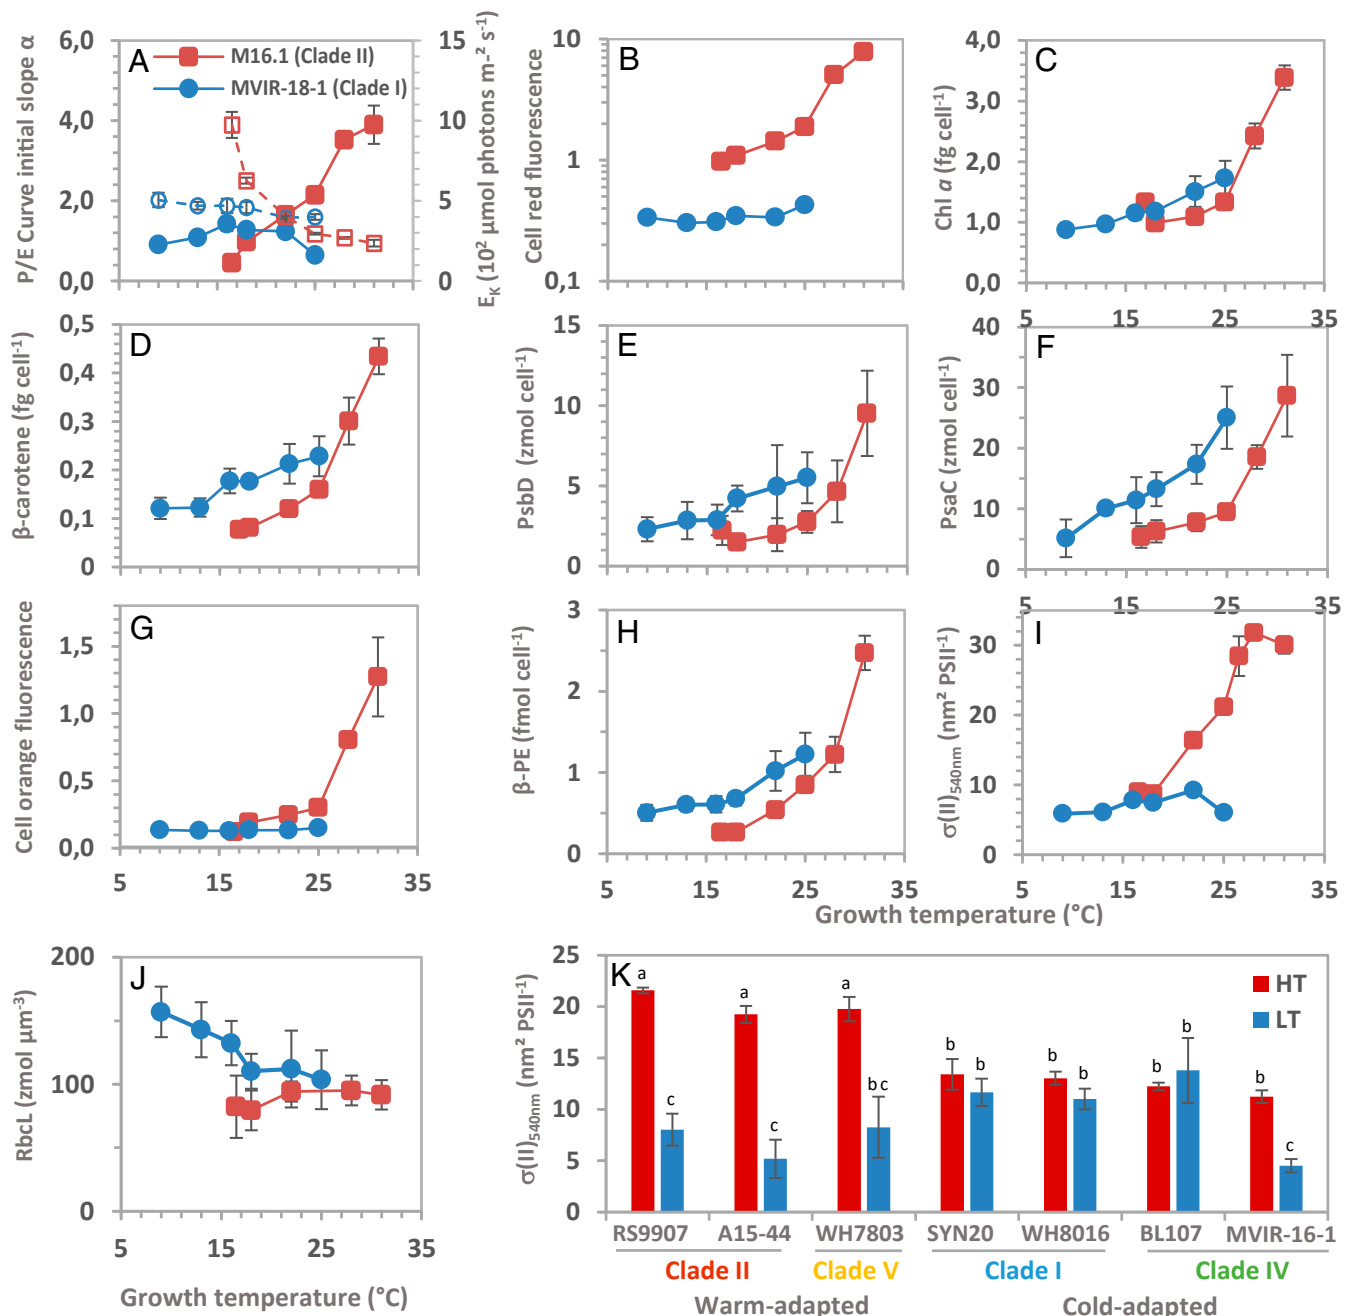 A
P/E Curve initial slope α
6,0
4,0
2,0
0,0
M16.1 (Clade II)
MVIR-18-1 (Clade I)
15
10
5
0
E_K (10² µmol photons m⁻² s⁻¹)
B
Cell red fluorescence
10
1
0,1
C
Chl a (fg cell⁻¹)
4,0
3,0
2,0
1,0
0,0
5 15 25 35
D
β-carotene (fg cell⁻¹)
0,5
0,4
0,3
0,2
0,1
0
E
PsbD (zmol cell⁻¹)
15
10
5
0
F
PsaC (zmol cell⁻¹)
40
30
20
10
0
5 15 25 35
G
Cell orange fluorescence
1,5
1,0
0,5
0,0
5 15 25 35
H
β-PE (fmol cell⁻¹)
3
2
1
0
5 15 25 35
I
σ(II)₅₄₀ₙₘ (nm² PSII⁻¹)
30
20
10
0
5 15 25 35
Growth temperature (°C)
J
RbcL (zmol µm⁻³)
200
100
0
5 15 25 35
Growth temperature (°C)
K
σ(II)₅₄₀ₙₘ (nm² PSII⁻¹)
25
20
15
10
5
0
HT
LT
a c a c a bc b b b b b b b c
RS9907 A15-44 WH7803 SYN20 WH8016 BL107 MVIR-16-1
Clade II Clade V Clade I Clade IV
Warm-adapted Cold-adapted